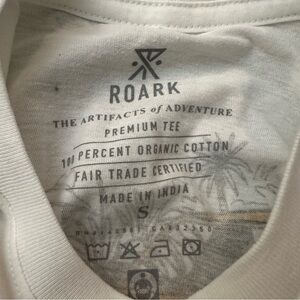 ROARK
THE ARTIFACTS of ADVENTURE
PREMIUM TEE
100 PERCENT ORGANIC COTTON
FAIR TRADE CERTIFIED
MADE IN INDIA
S